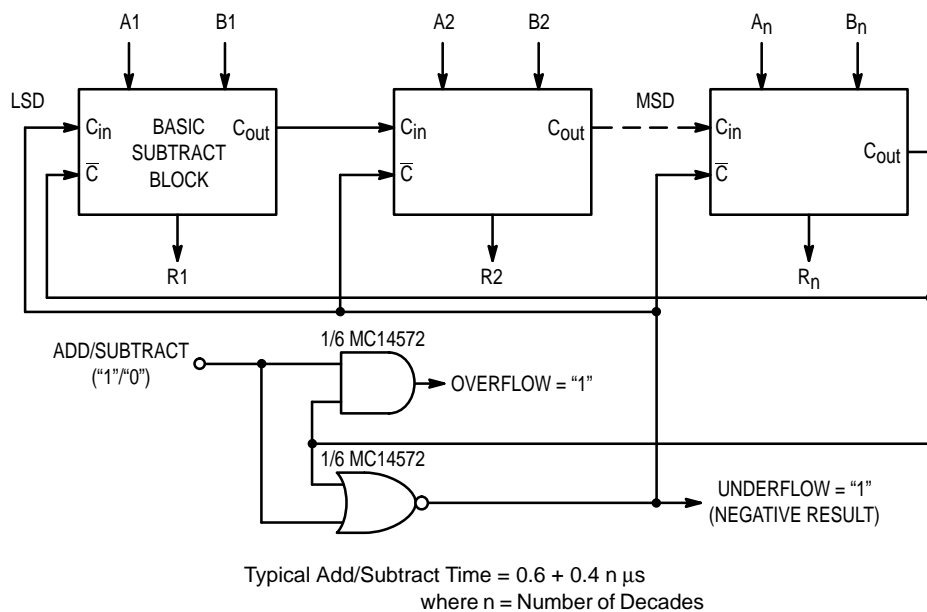 A1 B1 A2 B2 An Bn
LSD MSD
Cin BASIC SUBTRACT BLOCK Cout Cin Cout Cin Cout
C̅ C̅ C̅
R1 R2 Rn
1/6 MC14572
ADD/SUBTRACT
(“1”/“0”)
OVERFLOW = “1”
1/6 MC14572
UNDERFLOW = “1”
(NEGATIVE RESULT)
Typical Add/Subtract Time = 0.6 + 0.4 n µs
where n = Number of Decades